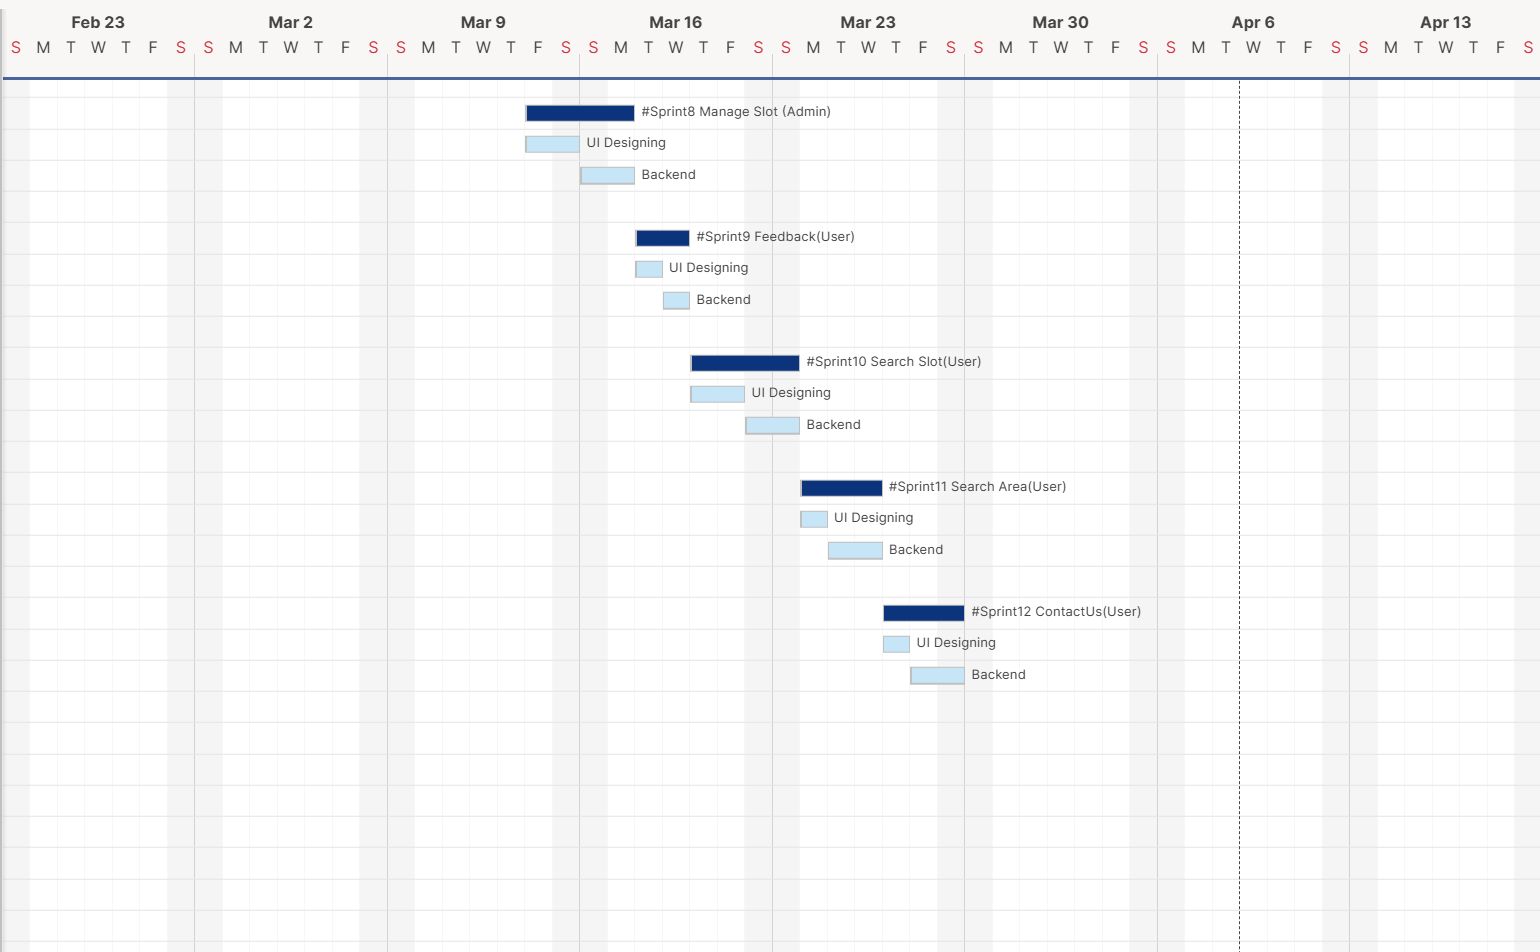 Feb 23 Mar 2 Mar 9 Mar 16 Mar 23 Mar 30 Apr 6 Apr 13
S M T W T F S S M T W T F S S M T W T F S S M T W T F S S M T W T F S S M T W T F S S M T W T F S S M T W T F S
#Sprint8 Manage Slot (Admin)
UI Designing
Backend
#Sprint9 Feedback(User)
UI Designing
Backend
#Sprint10 Search Slot(User)
UI Designing
Backend
#Sprint11 Search Area(User)
UI Designing
Backend
#Sprint12 ContactUs(User)
UI Designing
Backend